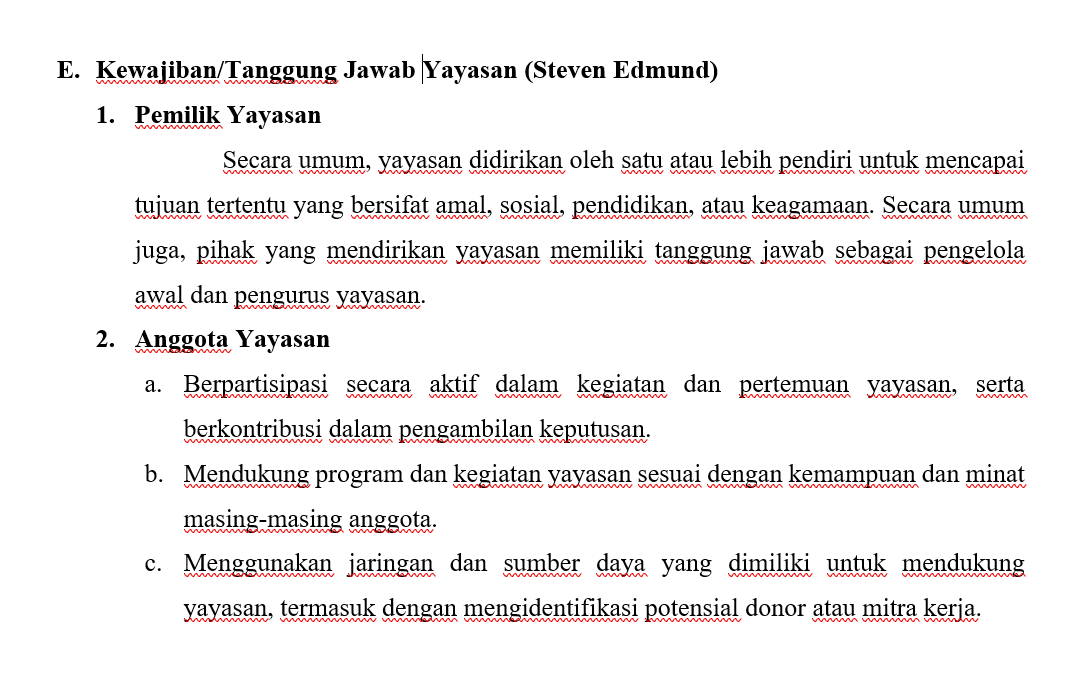 E. Kewajiban/Tanggung Jawab Yayasan (Steven Edmund)
1. Pemilik Yayasan
Secara umum, yayasan didirikan oleh satu atau lebih pendiri untuk mencapai
tujuan tertentu yang bersifat amal, sosial, pendidikan, atau keagamaan. Secara umum
juga, pihak yang mendirikan yayasan memiliki tanggung jawab sebagai pengelola
awal dan pengurus yayasan.
2. Anggota Yayasan
a. Berpartisipasi secara aktif dalam kegiatan dan pertemuan yayasan, serta
berkontribusi dalam pengambilan keputusan.
b. Mendukung program dan kegiatan yayasan sesuai dengan kemampuan dan minat
masing-masing anggota.
c. Menggunakan jaringan dan sumber daya yang dimiliki untuk mendukung
yayasan, termasuk dengan mengidentifikasi potensial donor atau mitra kerja.